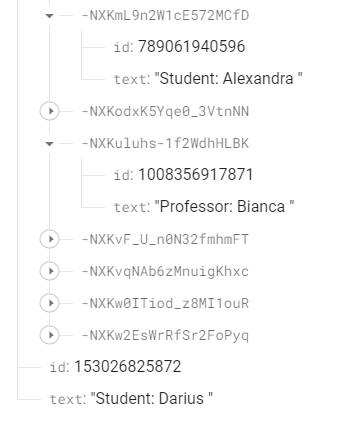 -NXKmL9n2W1cE572MCfD
id: 789061940596
text: "Student: Alexandra "
-NXKodxK5Yqe0_3VtnNN
-NXKuluhs-1f2WdhHLBK
id: 1008356917871
text: "Professor: Bianca "
-NXKvF_U_n0N32fmhmFT
-NXKvqNAb6zMnuigKhxc
-NXKw0ITiod_z8MI1ouR
-NXKw2EsWrRfSr2FoPyq
id: 153026825872
text: "Student: Darius "